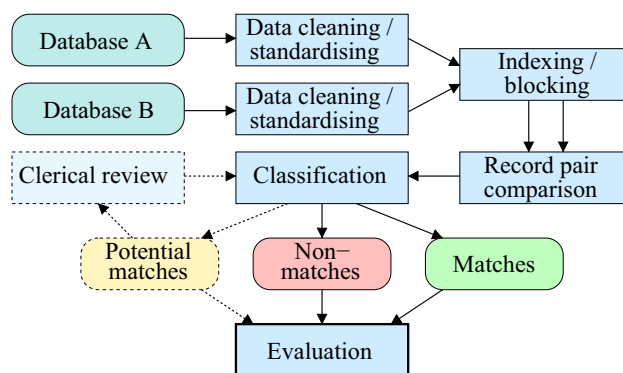 Database A
Data cleaning /
standardising
Indexing /
blocking
Database B
Data cleaning /
standardising
Clerical review
Classification
Record pair
comparison
Potential
matches
Non−
matches
Matches
Evaluation